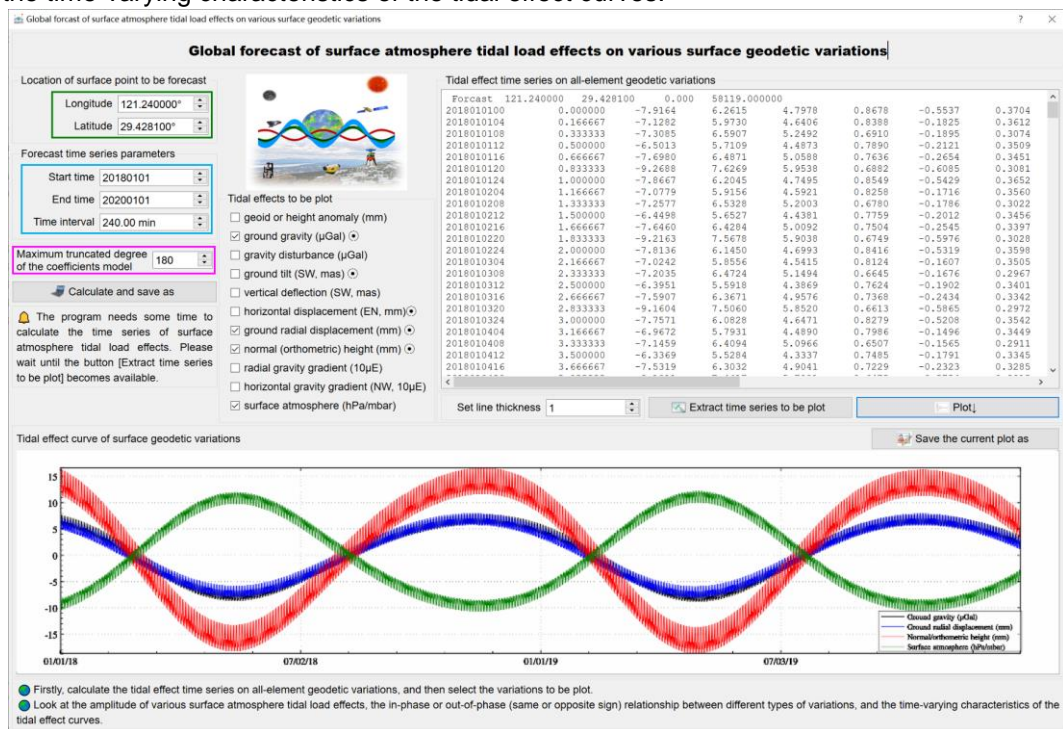 the time-varying characteristics of the tidal effect curves.
Global forcast of surface atmosphere tidal load effects on various surface geodetic variations
? ×
Global forecast of surface atmosphere tidal load effects on various surface geodetic variations
Location of surface point to be forecast
Longitude 121.240000°
Latitude 29.428100°
Forecast time series parameters
Start time 20180101
End time 20200101
Time interval 240.00 min
Maximum truncated degree
of the coefficients model
180
Calculate and save as
The program needs some time to
calculate the time series of surface
atmosphere tidal load effects. Please
wait until the button [Extract time series
to be plot] becomes available.
Tidal effects to be plot
geoid or height anomaly (mm)
ground gravity (μGal)
gravity disturbance (μGal)
ground tilt (SW, mas)
vertical deflection (SW, mas)
horizontal displacement (EN, mm)
ground radial displacement (mm)
normal (orthometric) height (mm)
radial gravity gradient (10μE)
horizontal gravity gradient (NW, 10μE)
surface atmosphere (hPa/mbar)
Tidal effect time series on all-element geodetic variations
Forcast 121.240000 29.428100 0.000 58119.000000
2018010100 0.000000 -7.9164 6.2615 4.7978 0.8678 -0.5537 0.3704
2018010104 0.166667 -7.1282 5.9730 4.6406 0.8388 -0.1825 0.3612
2018010108 0.333333 -7.3085 6.5907 5.2492 0.6910 -0.1895 0.3074
2018010112 0.500000 -6.5013 5.7109 4.4873 0.7890 -0.2121 0.3509
2018010116 0.666667 -7.6980 6.4871 5.0588 0.7636 -0.2654 0.3451
2018010120 0.833333 -9.2688 7.6269 5.9538 0.6882 -0.6085 0.3081
2018010124 1.000000 -7.8667 6.2045 4.7495 0.8549 -0.5429 0.3652
2018010204 1.166667 -7.0779 5.9156 4.5921 0.8258 -0.1716 0.3560
2018010208 1.333333 -7.2577 6.5328 5.2003 0.6780 -0.1786 0.3022
2018010212 1.500000 -6.4498 5.6527 4.4381 0.7759 -0.2012 0.3456
2018010216 1.666667 -7.6460 6.4284 5.0092 0.7504 -0.2545 0.3397
2018010220 1.833333 -9.2163 7.5678 5.9038 0.6749 -0.5976 0.3028
2018010224 2.000000 -7.8136 6.1450 4.6993 0.8416 -0.5319 0.3598
2018010304 2.166667 -7.0242 5.8556 4.5415 0.8124 -0.1607 0.3505
2018010308 2.333333 -7.2035 6.4724 5.1494 0.6645 -0.1676 0.2967
2018010312 2.500000 -6.3951 5.5918 4.3869 0.7624 -0.1902 0.3401
2018010316 2.666667 -7.5907 6.3671 4.9576 0.7368 -0.2434 0.3342
2018010320 2.833333 -9.1604 7.5060 5.8520 0.6613 -0.5865 0.2972
2018010324 3.000000 -7.7571 6.0828 4.6471 0.8279 -0.5208 0.3542
2018010404 3.166667 -6.9672 5.7931 4.4890 0.7986 -0.1496 0.3449
2018010408 3.333333 -7.1459 6.4094 5.0966 0.6507 -0.1565 0.2911
2018010412 3.500000 -6.3369 5.5284 4.3337 0.7485 -0.1791 0.3345
2018010416 3.666667 -7.5319 6.3032 4.9041 0.7229 -0.2323 0.3285
Set line thickness 1
Extract time series to be plot
Plot↓
Tidal effect curve of surface geodetic variations
Save the current plot as
15
10
5
0
-5
-10
-15
01/01/18 07/02/18 01/01/19 07/03/19
Ground gravity (μGal)
Ground radial displacement (mm)
Normal/orthometric height (mm)
Surface atmosphere (hPa/mbar)
Firstly, calculate the tidal effect time series on all-element geodetic variations, and then select the variations to be plot.
Look at the amplitude of various surface atmosphere tidal load effects, the in-phase or out-of-phase (same or opposite sign) relationship between different types of variations, and the time-varying characteristics of the
tidal effect curves.